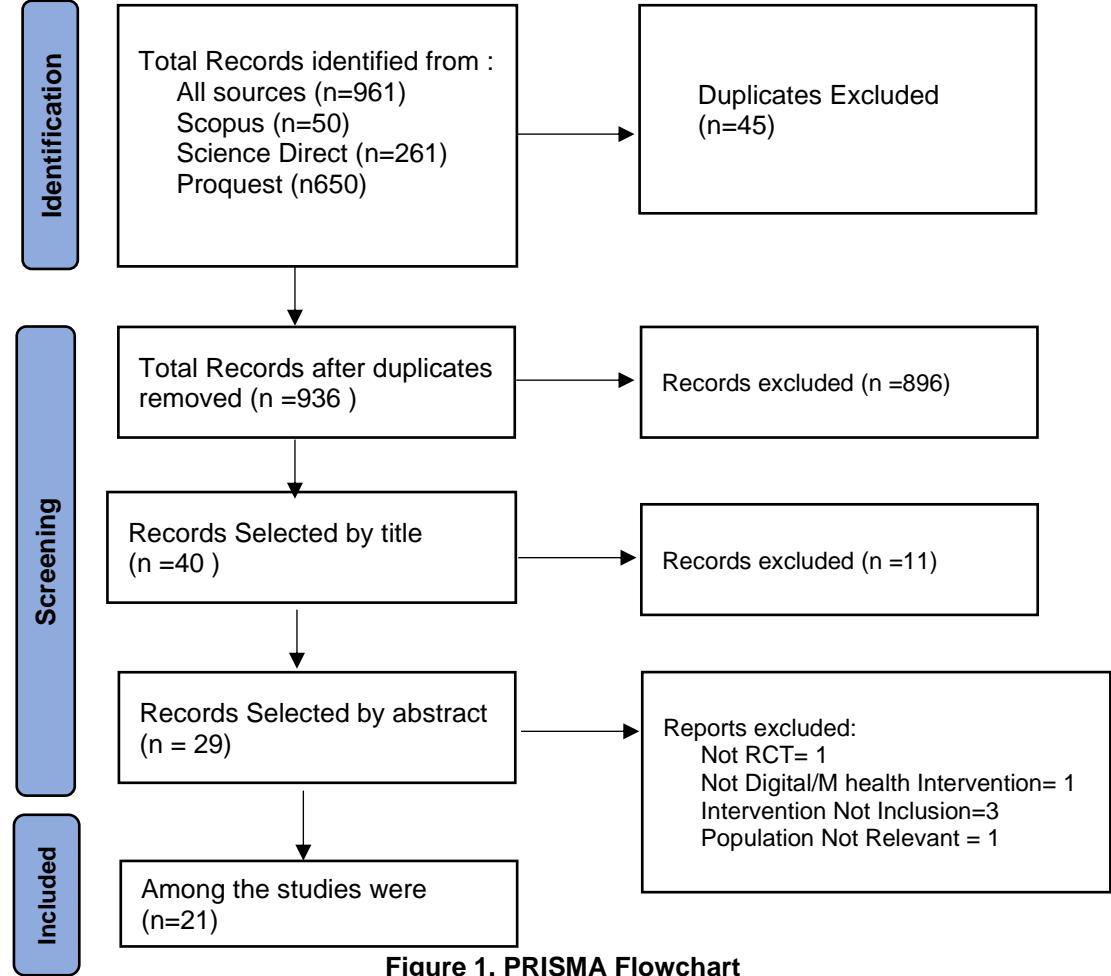 Identification
Total Records identified from :
All sources (n=961)
Scopus (n=50)
Science Direct (n=261)
Proquest (n650)
Duplicates Excluded
(n=45)
Screening
Total Records after duplicates
removed (n =936 )
Records excluded (n =896)
Records Selected by title
(n =40 )
Records excluded (n =11)
Records Selected by abstract
(n = 29)
Reports excluded:
Not RCT= 1
Not Digital/M health Intervention= 1
Intervention Not Inclusion=3
Population Not Relevant = 1
Included
Among the studies were
(n=21)
Figure 1. PRISMA Flowchart